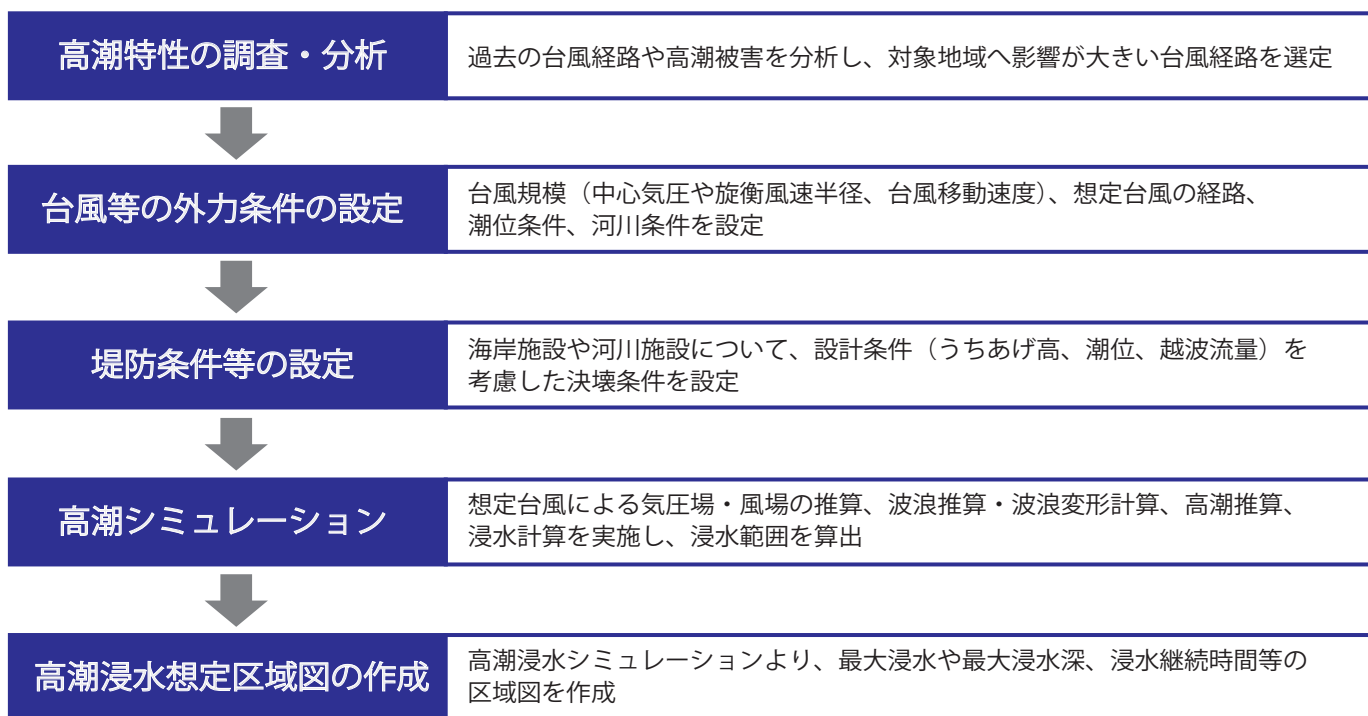 高潮特性の調査・分析
過去の台風経路や高潮被害を分析し、対象地域へ影響が大きい台風経路を選定
台風等の外力条件の設定
台風規模（中心気圧や旋衡風速半径、台風移動速度）、想定台風の経路、
潮位条件、河川条件を設定
堤防条件等の設定
海岸施設や河川施設について、設計条件（うちあげ高、潮位、越波流量）を
考慮した決壊条件を設定
高潮シミュレーション
想定台風による気圧場・風場の推算、波浪推算・波浪変形計算、高潮推算、
浸水計算を実施し、浸水範囲を算出
高潮浸水想定区域図の作成
高潮浸水シミュレーションより、最大浸水や最大浸水深、浸水継続時間等の
区域図を作成